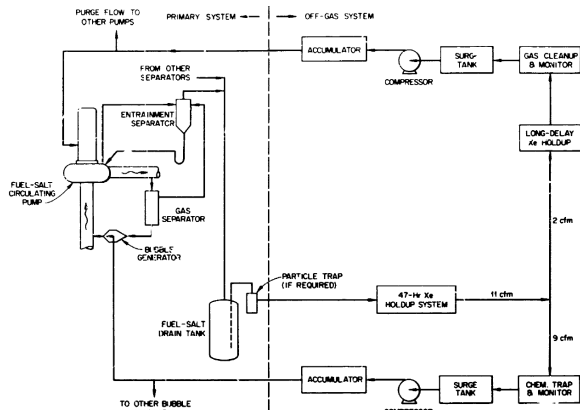 PURGE FLOW TO
OTHER PUMPS
PRIMARY SYSTEM
OFF-GAS SYSTEM
ACCUMULATOR
COMPRESSOR
SURG-
TANK
GAS CLEANUP
& MONITOR
FROM OTHER
SEPARATORS
ENTRAINMENT
SEPARATOR
LONG-DELAY
Xe HOLDUP
FUEL-SALT
CIRCULATING
PUMP
GAS
SEPARATOR
2 cfm
BUBBLE
GENERATOR
PARTICLE TRAP
(IF REQUIRED)
47-Hr Xe
HOLDUP SYSTEM
11 cfm
FUEL-SALT
DRAIN TANK
9 cfm
ACCUMULATOR
SURGE
TANK
CHEM. TRAP
& MONITOR
TO OTHER BUBBLE